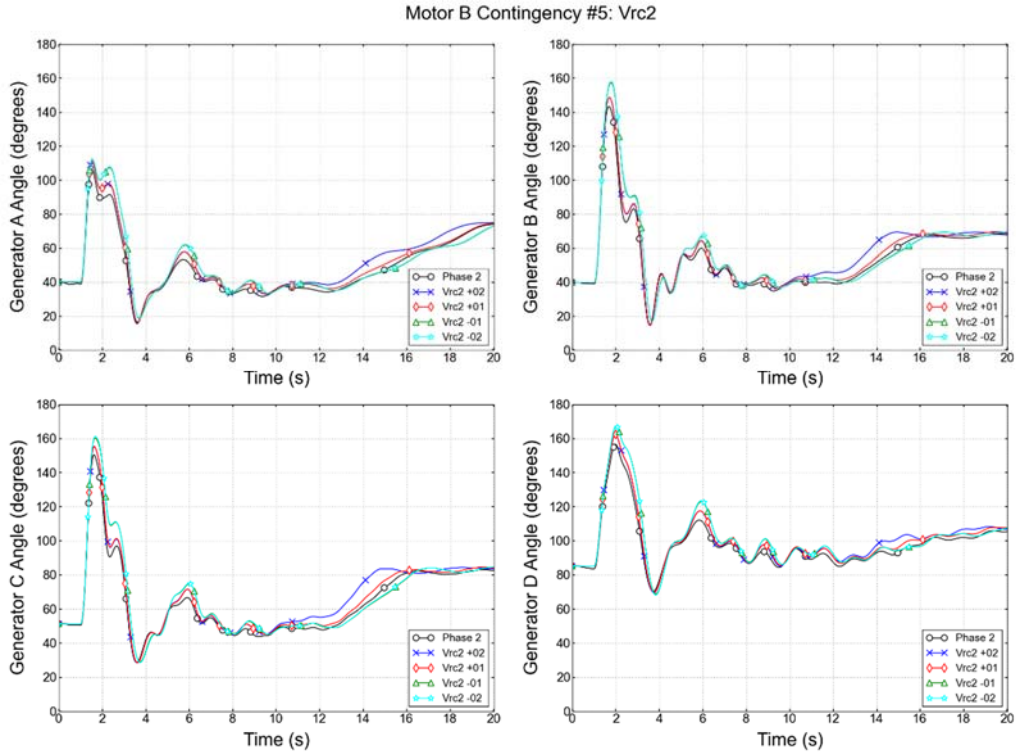 Motor B Contingency #5: Vrc2
Generator A Angle (degrees)
180
160
140
120
100
80
60
40
20
0
0 2 4 6 8 10 12 14 16 18 20
Time (s)
Phase 2
Vrc2 +02
Vrc2 +01
Vrc2 -01
Vrc2 -02
Generator B Angle (degrees)
180
160
140
120
100
80
60
40
20
0
0 2 4 6 8 10 12 14 16 18 20
Time (s)
Phase 2
Vrc2 +02
Vrc2 +01
Vrc2 -01
Vrc2 -02
Generator C Angle (degrees)
180
160
140
120
100
80
60
40
20
0
0 2 4 6 8 10 12 14 16 18 20
Time (s)
Phase 2
Vrc2 +02
Vrc2 +01
Vrc2 -01
Vrc2 -02
Generator D Angle (degrees)
180
160
140
120
100
80
60
40
20
0
0 2 4 6 8 10 12 14 16 18 20
Time (s)
Phase 2
Vrc2 +02
Vrc2 +01
Vrc2 -01
Vrc2 -02